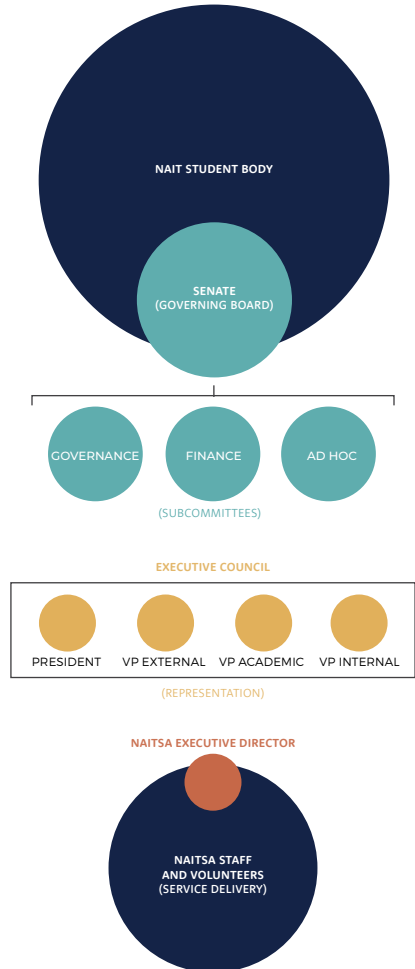 NAIT STUDENT BODY
SENATE
(GOVERNING BOARD)
GOVERNANCE
FINANCE
AD HOC
(SUBCOMMITTEES)
EXECUTIVE COUNCIL
PRESIDENT
VP EXTERNAL
VP ACADEMIC
VP INTERNAL
(REPRESENTATION)
NAITSA EXECUTIVE DIRECTOR
NAITSA STAFF
AND VOLUNTEERS
(SERVICE DELIVERY)